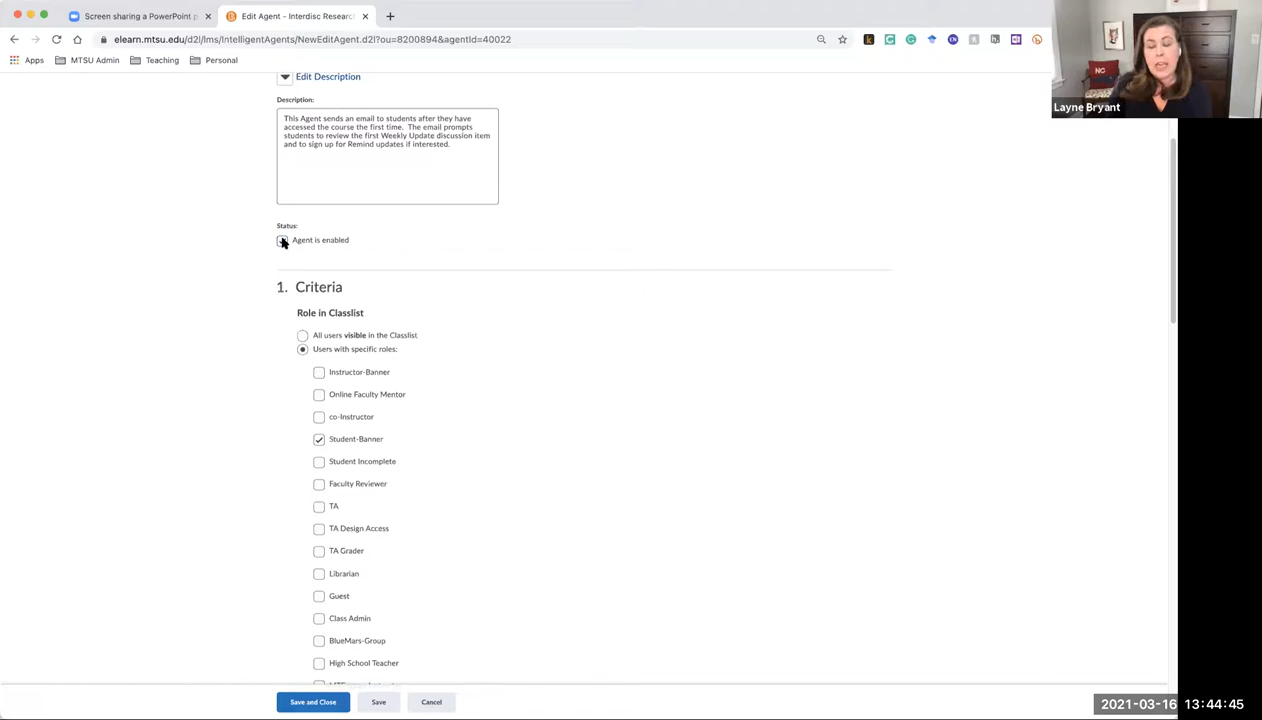 Screen sharing a PowerPoint p
Edit Agent - Interdisc Researc
elearn.mtsu.edu/d2l/lms/IntelligentAgents/NewEditAgent.d2l?ou=8200894&agentId=40022
Apps
MTSU Admin
Teaching
Personal
NG
Layne Bryant
Edit Description
Description:
This Agent sends an email to students after they have
accessed the course the first time. The email prompts
students to review the first Weekly Update discussion item
and to sign up for Remind updates if interested.
Status:
Agent is enabled
1. Criteria
Role in Classlist
All users visible in the Classlist
Users with specific roles:
Instructor-Banner
Online Faculty Mentor
co-Instructor
Student-Banner
Student Incomplete
Faculty Reviewer
TA
TA Design Access
TA Grader
Librarian
Guest
Class Admin
BlueMars-Group
High School Teacher
Save and Close
Save
Cancel
2021-03-16 13:44:45